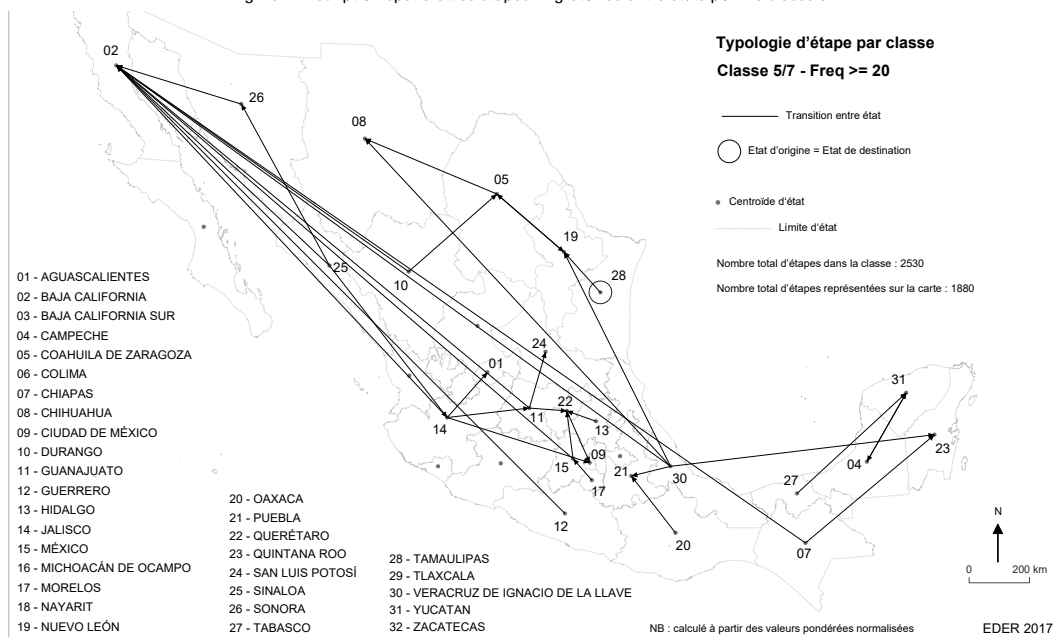 Typologie d'étape par classe
Classe 5/7 - Freq >= 20
Transition entre état
Etat d'origine = Etat de destination
Centroïde d'état
Limite d'état
Nombre total d'étapes dans la classe : 2530
Nombre total d'étapes représentées sur la carte : 1880
02
26
08
05
19
28
25
10
24
01
14
11
22
13
09
15
17
12
21
30
20
31
04
23
27
07
01 - AGUASCALIENTES
02 - BAJA CALIFORNIA
03 - BAJA CALIFORNIA SUR
04 - CAMPECHE
05 - COAHUILA DE ZARAGOZA
06 - COLIMA
07 - CHIAPAS
08 - CHIHUAHUA
09 - CIUDAD DE MÉXICO
10 - DURANGO
11 - GUANAJUATO
12 - GUERRERO
13 - HIDALGO
14 - JALISCO
15 - MÉXICO
16 - MICHOACÁN DE OCAMPO
17 - MORELOS
18 - NAYARIT
19 - NUEVO LEÓN
20 - OAXACA
21 - PUEBLA
22 - QUERÉTARO
23 - QUINTANA ROO
24 - SAN LUIS POTOSÍ
25 - SINALOA
26 - SONORA
27 - TABASCO
28 - TAMAULIPAS
29 - TLAXCALA
30 - VERACRUZ DE IGNACIO DE LA LLAVE
31 - YUCATAN
32 - ZACATECAS
N
0 200 km
NB : calculé à partir des valeurs pondérées normalisées
EDER 2017